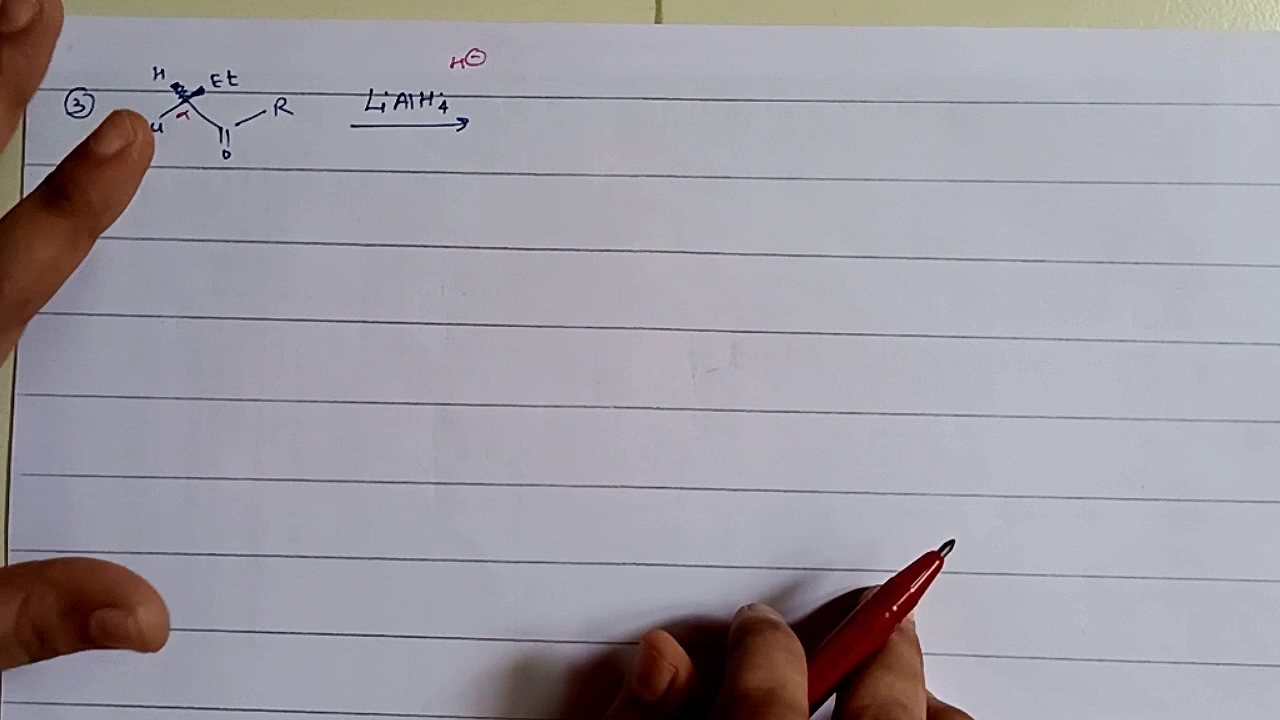 H⊖
③ H Et R LiAlH₄
α
O